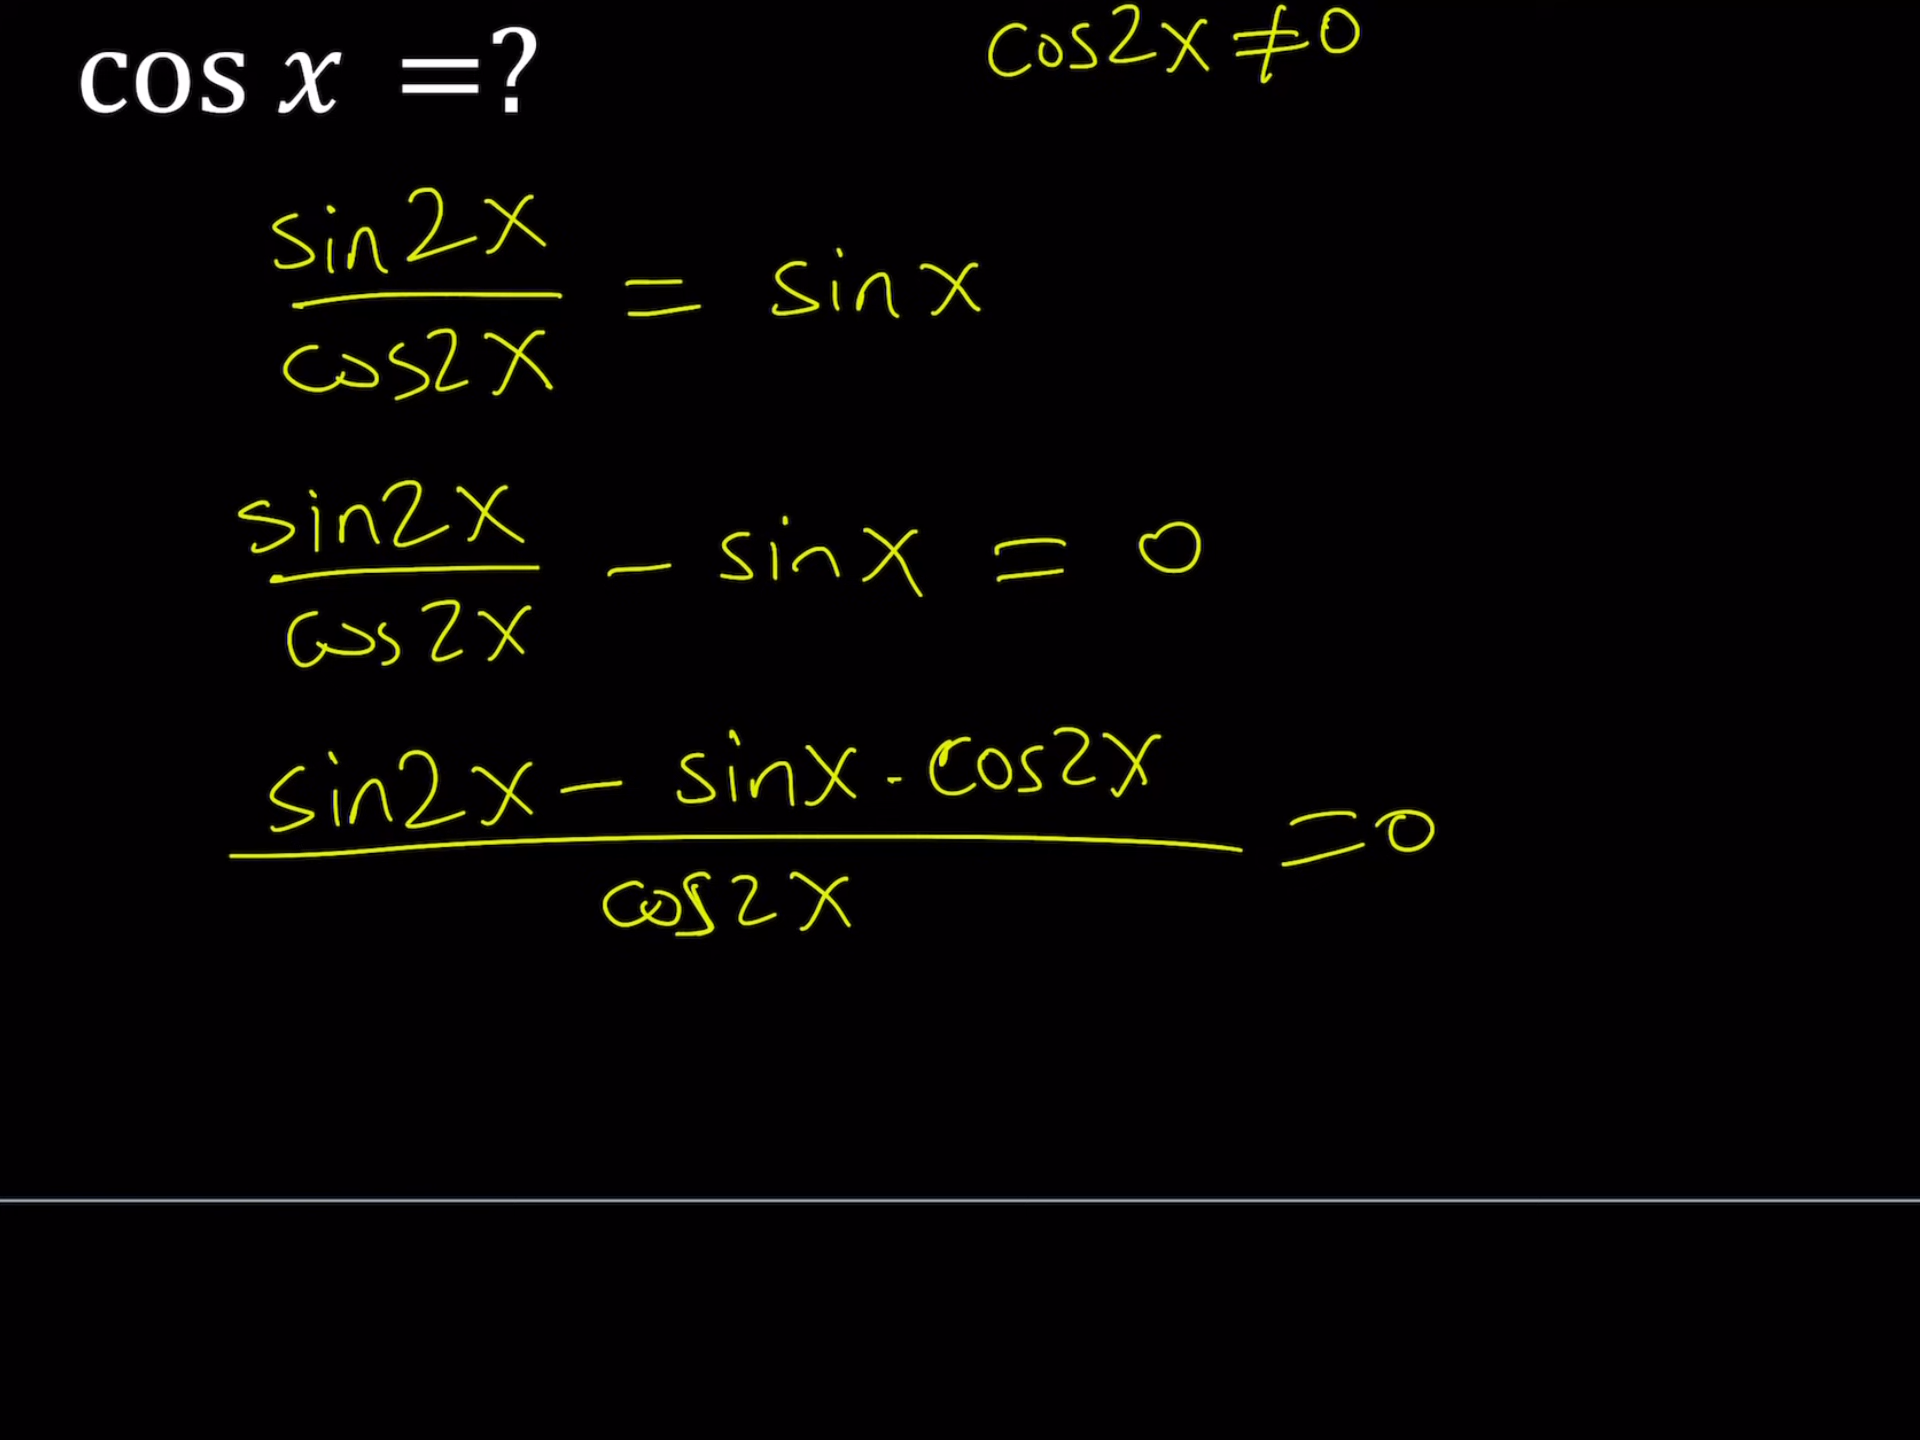 cos x =?
cos2x ≠ 0
sin2x / cos2x = sinx
sin2x / cos2x − sinx = 0
sin2x − sinx · cos2x / cos2x = 0